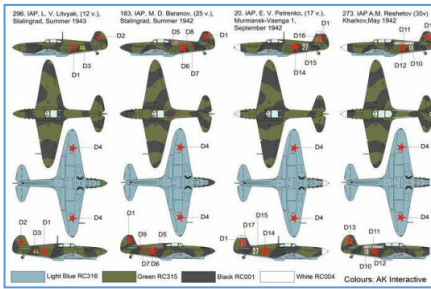 296. IAP, L. V. Litvyak, (12 v.),
Stalingrad, Summer 1943
183. IAP, M. D. Baranov, (25 v.),
Stalingrad, Summer 1942
20. IAP, E. V. Petrenko, (17 v.),
Murmansk-Vaenga 1,
September 1942
273. IAP A.M. Reshetov (35v)
Kharkov,May 1942
D2
D3
D1
D5 D8
D1
D6
D7
D16
D1
D15
D14
D11
D1
D12
D10
D4
D4
D4
D4
D4
D4
D4
D4
D2
D3
D1
44
D1
D9
D5
D7 D6
D1
D17
D15
D14
D13
D11
D10
D12
Light Blue RC316
Green RC315
Black RC001
White RC004
Colours: AK Interactive